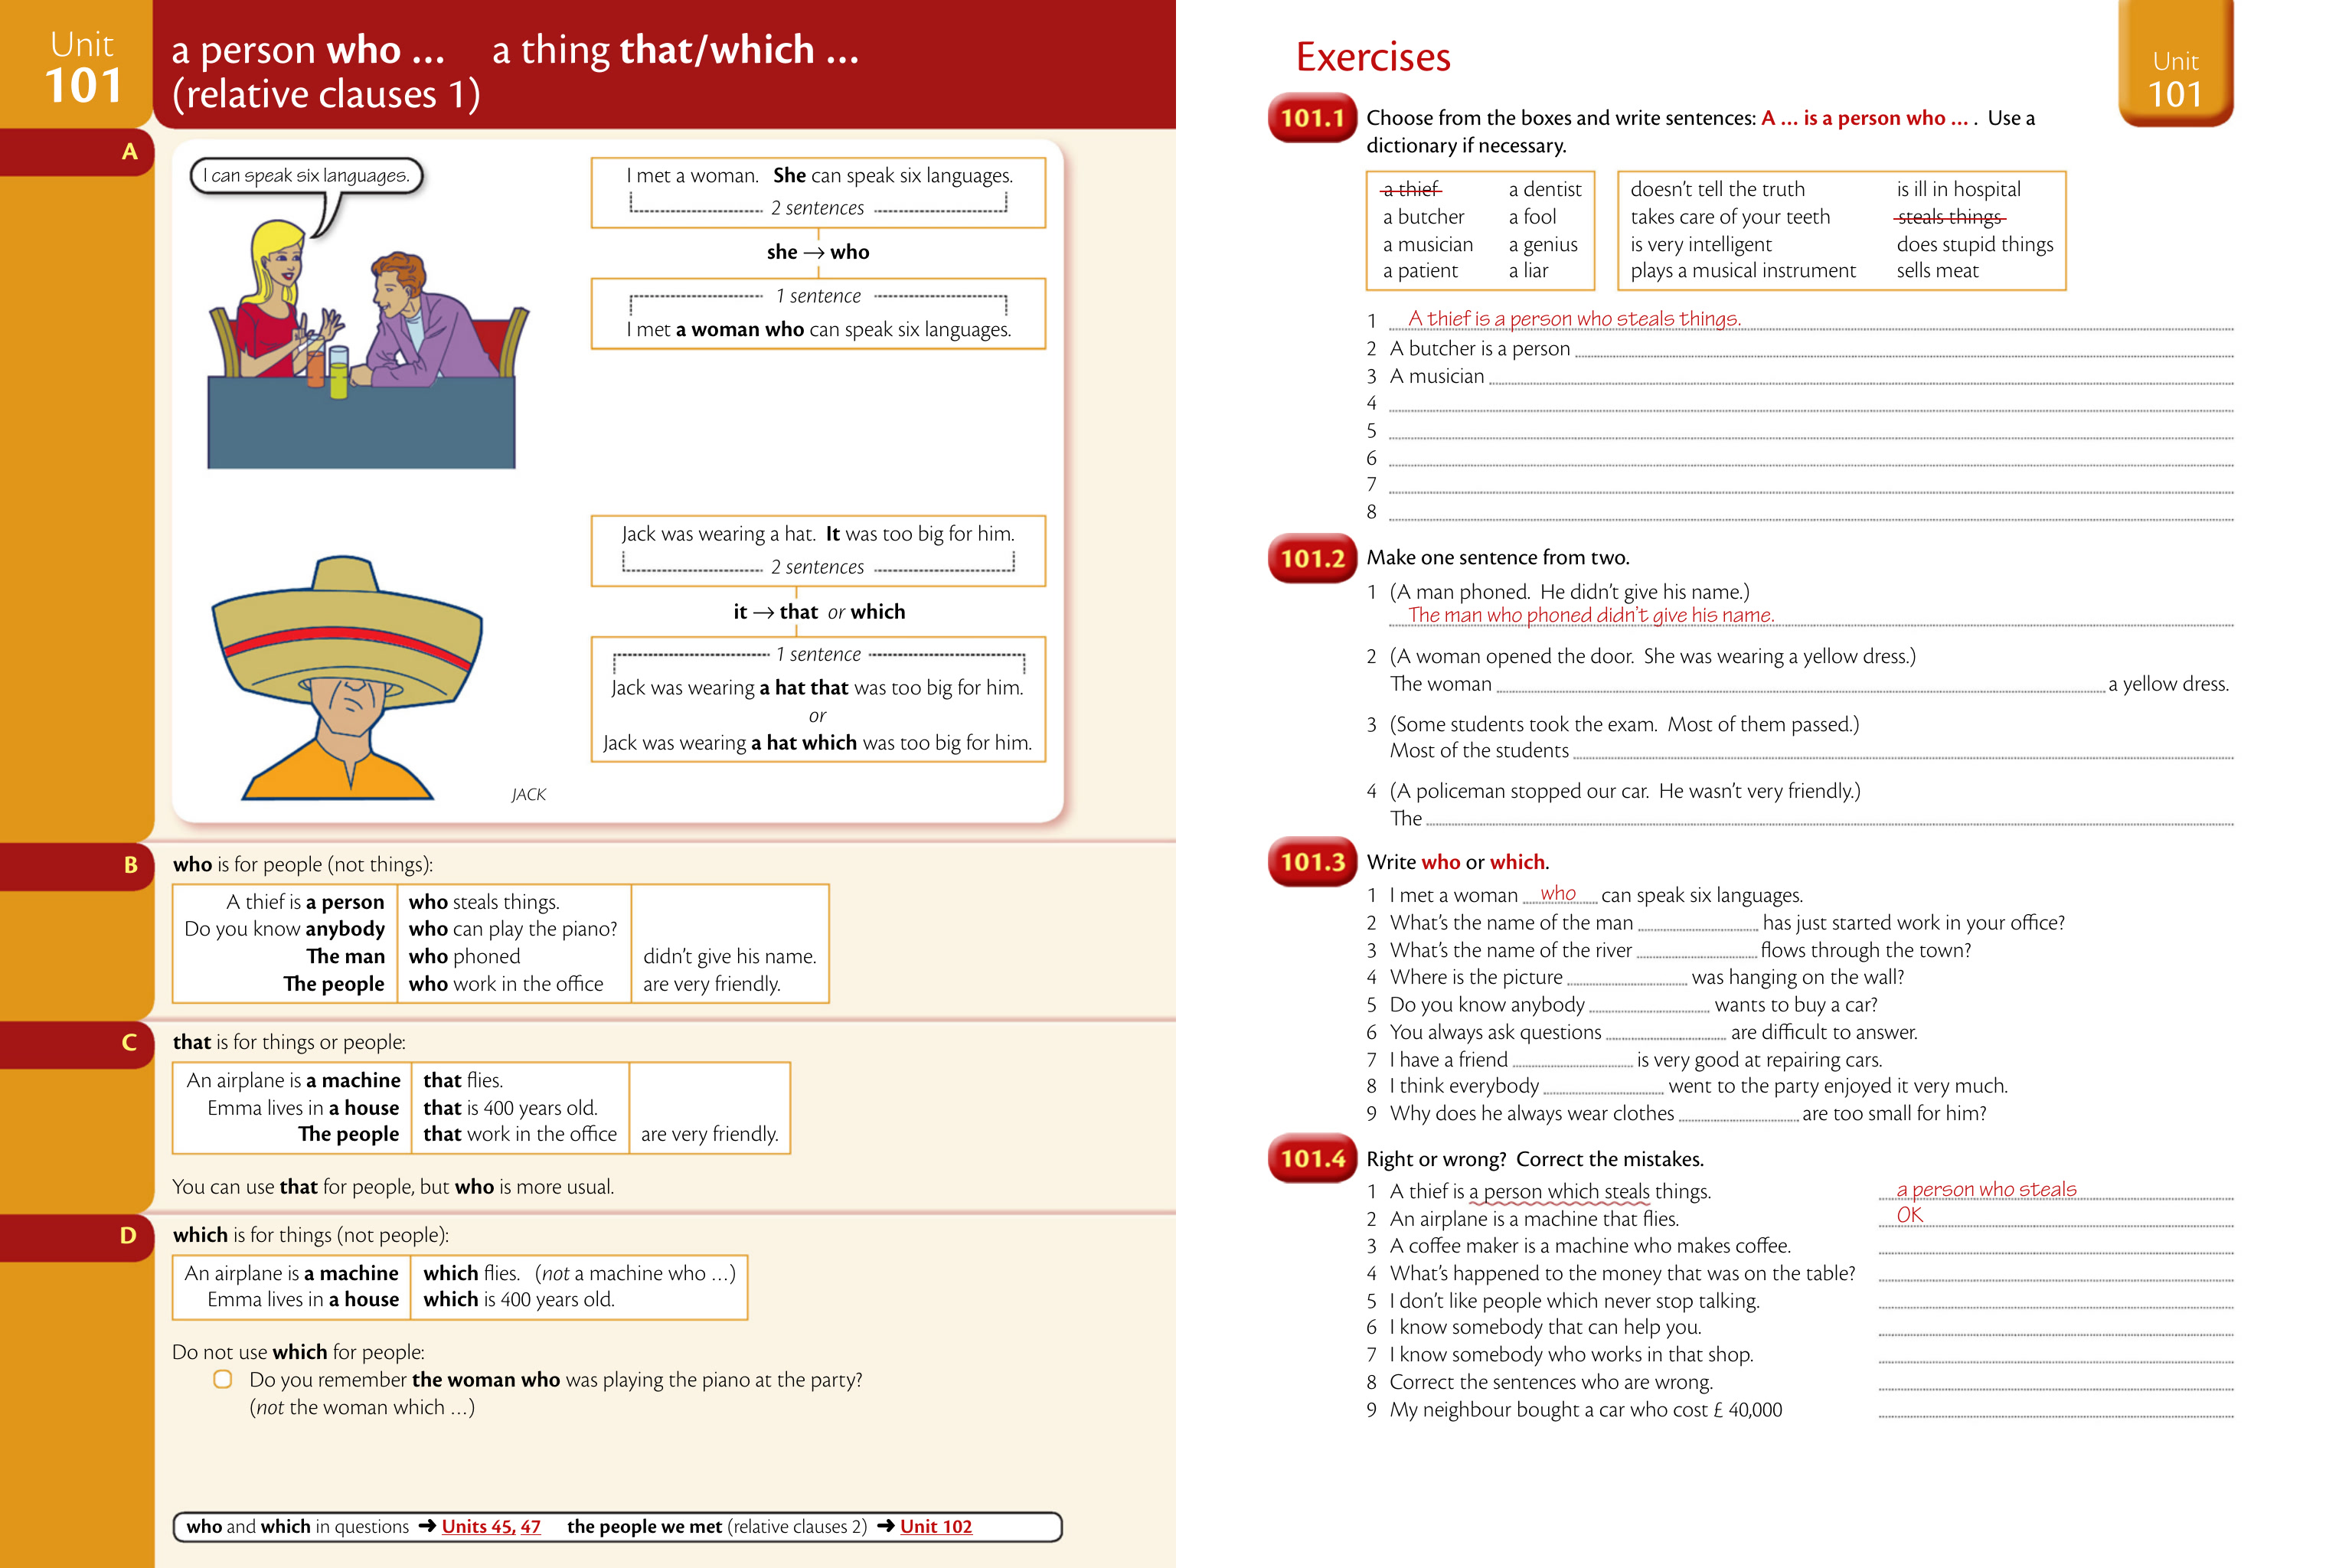 Unit
101
a person who ... a thing that/which ...
(relative clauses 1)
A
I can speak six languages.
I met a woman. She can speak six languages.
2 sentences
she → who
1 sentence
I met a woman who can speak six languages.
Jack was wearing a hat. It was too big for him.
2 sentences
it → that or which
1 sentence
Jack was wearing a hat that was too big for him.
or
Jack was wearing a hat which was too big for him.
JACK
B
who is for people (not things):
A thief is a person who steals things.
Do you know anybody who can play the piano?
The man who phoned didn't give his name.
The people who work in the office are very friendly.
C
that is for things or people:
An airplane is a machine that flies.
Emma lives in a house that is 400 years old.
The people that work in the office are very friendly.
You can use that for people, but who is more usual.
D
which is for things (not people):
An airplane is a machine which flies. (not a machine who ...)
Emma lives in a house which is 400 years old.
Do not use which for people:
Do you remember the woman who was playing the piano at the party?
(not the woman which ...)
who and which in questions ➜ Units 45, 47 the people we met (relative clauses 2) ➜ Unit 102
Exercises
Unit
101
101.1 Choose from the boxes and write sentences: A ... is a person who ... . Use a
dictionary if necessary.
a thief a dentist
a butcher a fool
a musician a genius
a patient a liar
doesn't tell the truth is ill in hospital
takes care of your teeth steals things
is very intelligent does stupid things
plays a musical instrument sells meat
1 A thief is a person who steals things.
2 A butcher is a person
3 A musician
4
5
6
7
8
101.2 Make one sentence from two.
1 (A man phoned. He didn't give his name.)
The man who phoned didn't give his name.
2 (A woman opened the door. She was wearing a yellow dress.)
The woman a yellow dress.
3 (Some students took the exam. Most of them passed.)
Most of the students
4 (A policeman stopped our car. He wasn't very friendly.)
The
101.3 Write who or which.
1 I met a woman who can speak six languages.
2 What's the name of the man has just started work in your office?
3 What's the name of the river flows through the town?
4 Where is the picture was hanging on the wall?
5 Do you know anybody wants to buy a car?
6 You always ask questions are difficult to answer.
7 I have a friend is very good at repairing cars.
8 I think everybody went to the party enjoyed it very much.
9 Why does he always wear clothes are too small for him?
101.4 Right or wrong? Correct the mistakes.
1 A thief is a person which steals things. a person who steals
2 An airplane is a machine that flies. OK
3 A coffee maker is a machine who makes coffee.
4 What's happened to the money that was on the table?
5 I don't like people which never stop talking.
6 I know somebody that can help you.
7 I know somebody who works in that shop.
8 Correct the sentences who are wrong.
9 My neighbour bought a car who cost £ 40,000